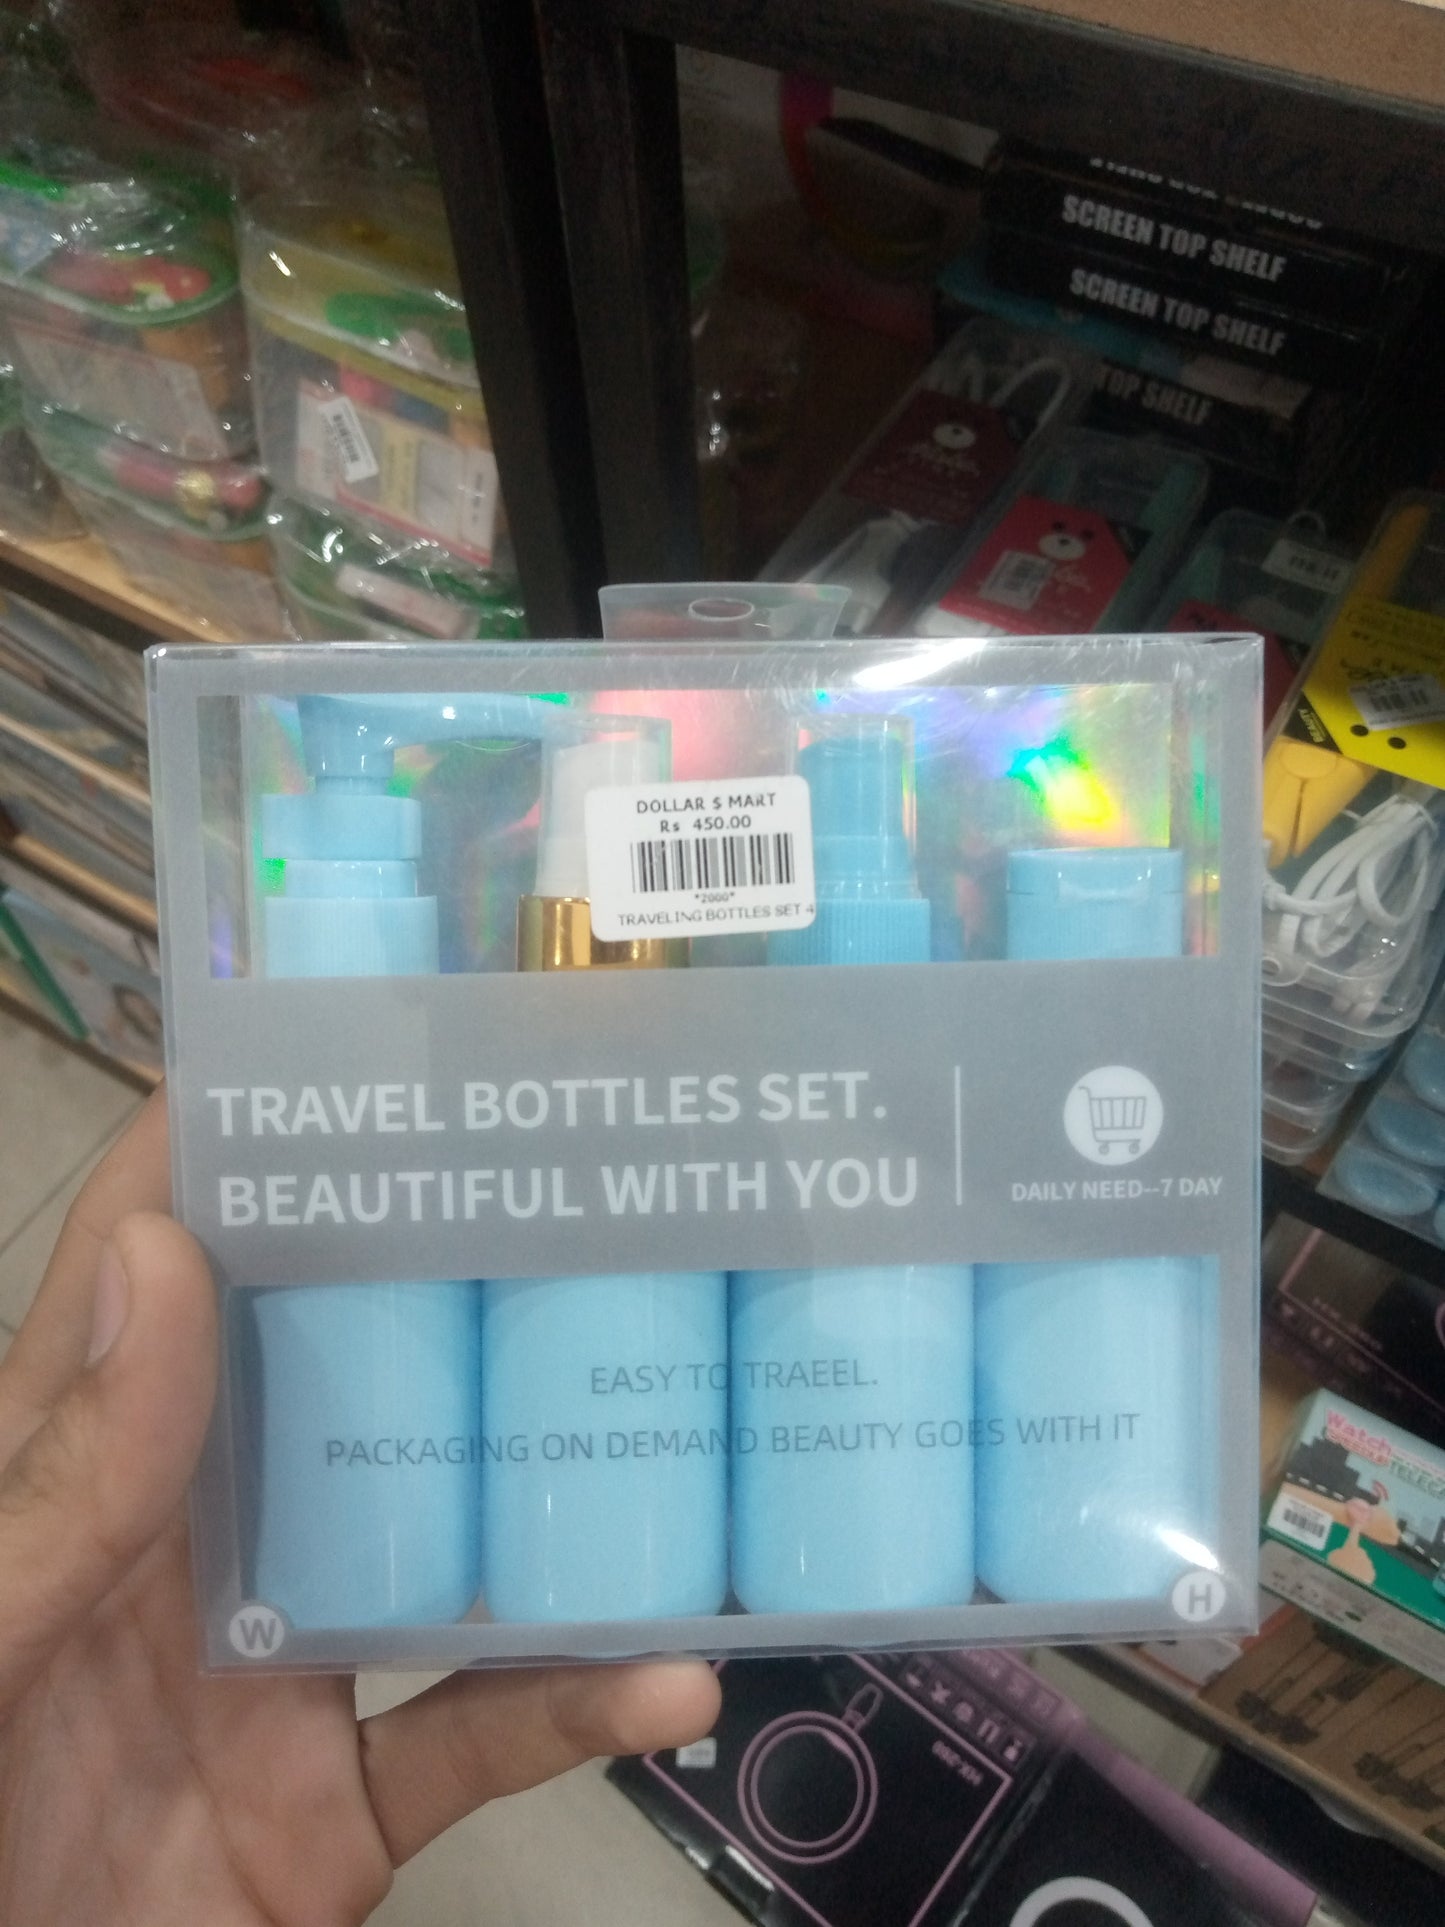 SCREEN TOP SHELF
SCREEN TOP SHELF
TOP SHELF
DOLLAR $ MART
Rs 450.00
*2000*
TRAVELING BOTTLES SET 4
TRAVEL BOTTLES SET.
BEAUTIFUL WITH YOU
DAILY NEED--7 DAY
EASY TO TRAEEL.
PACKAGING ON DEMAND BEAUTY GOES WITH IT
W
H
Watch